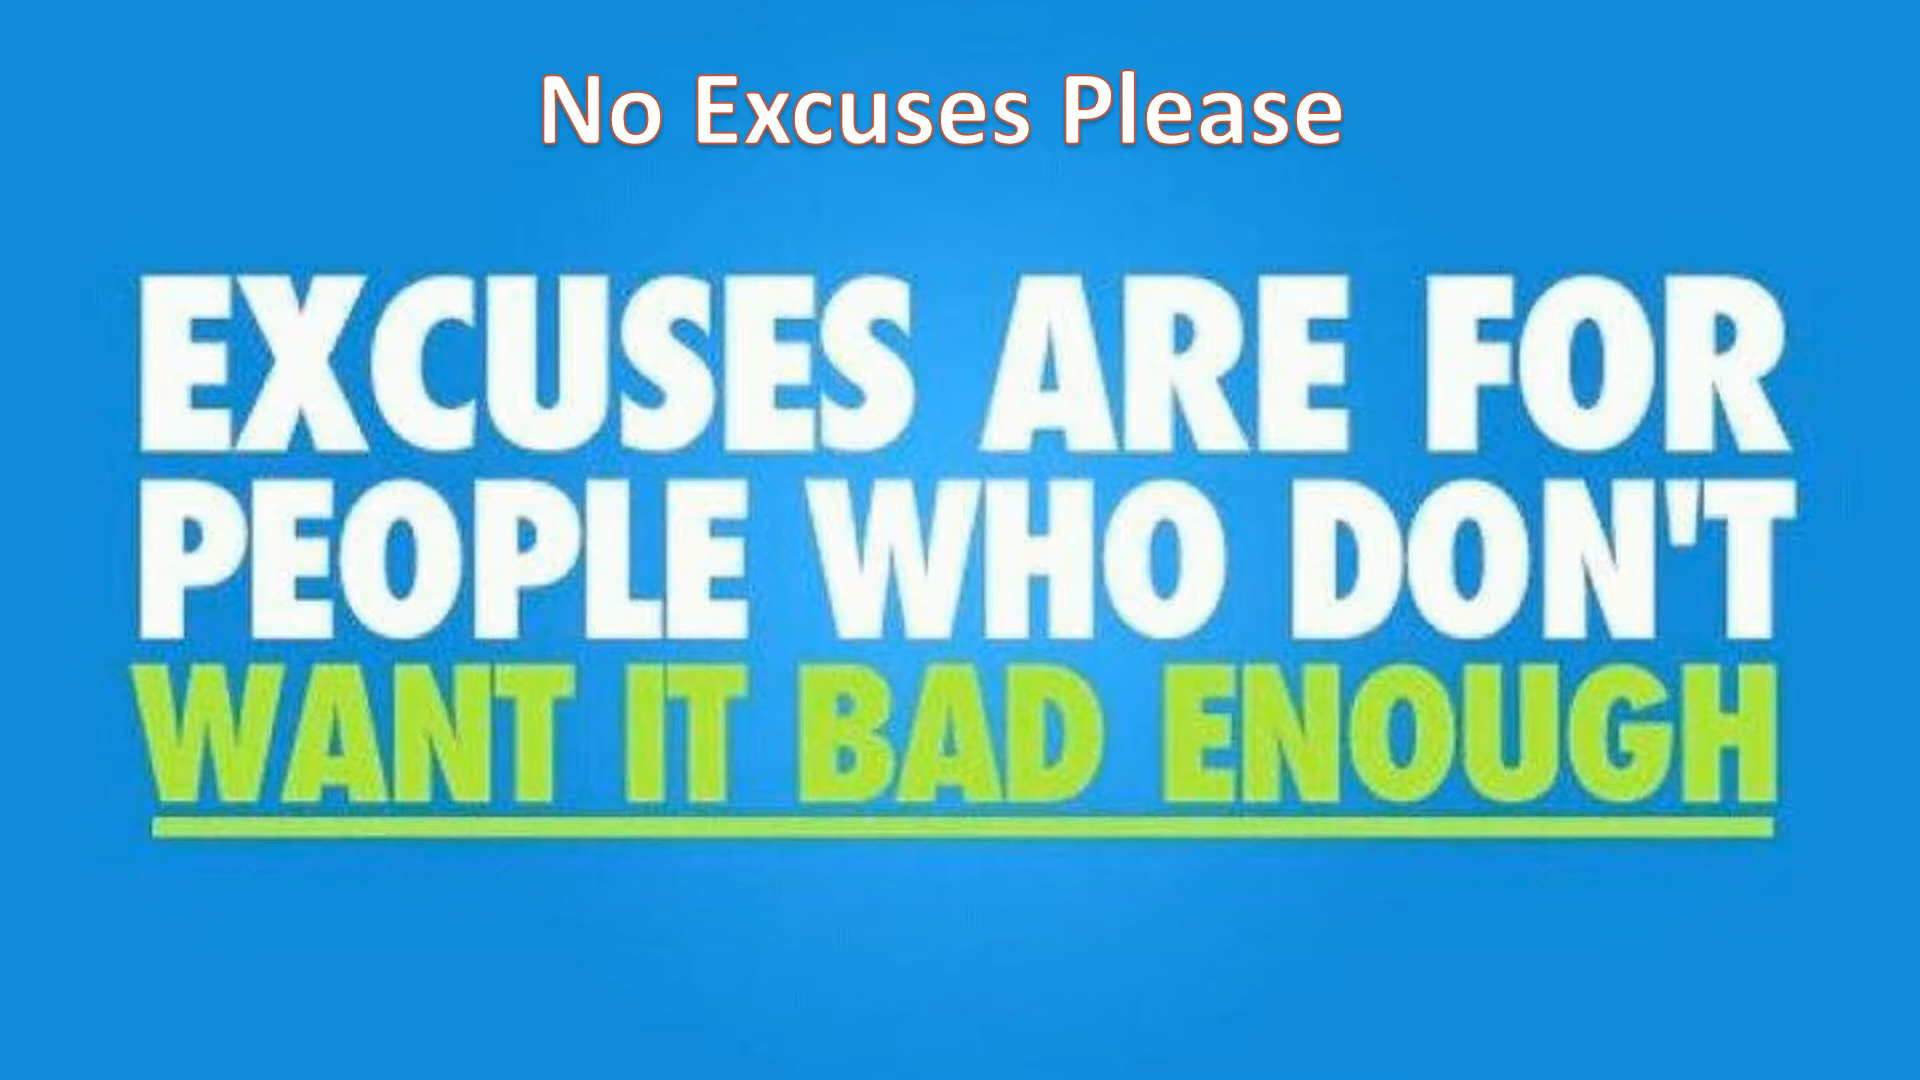 No Excuses Please
EXCUSES ARE FOR
PEOPLE WHO DON'T
WANT IT BAD ENOUGH